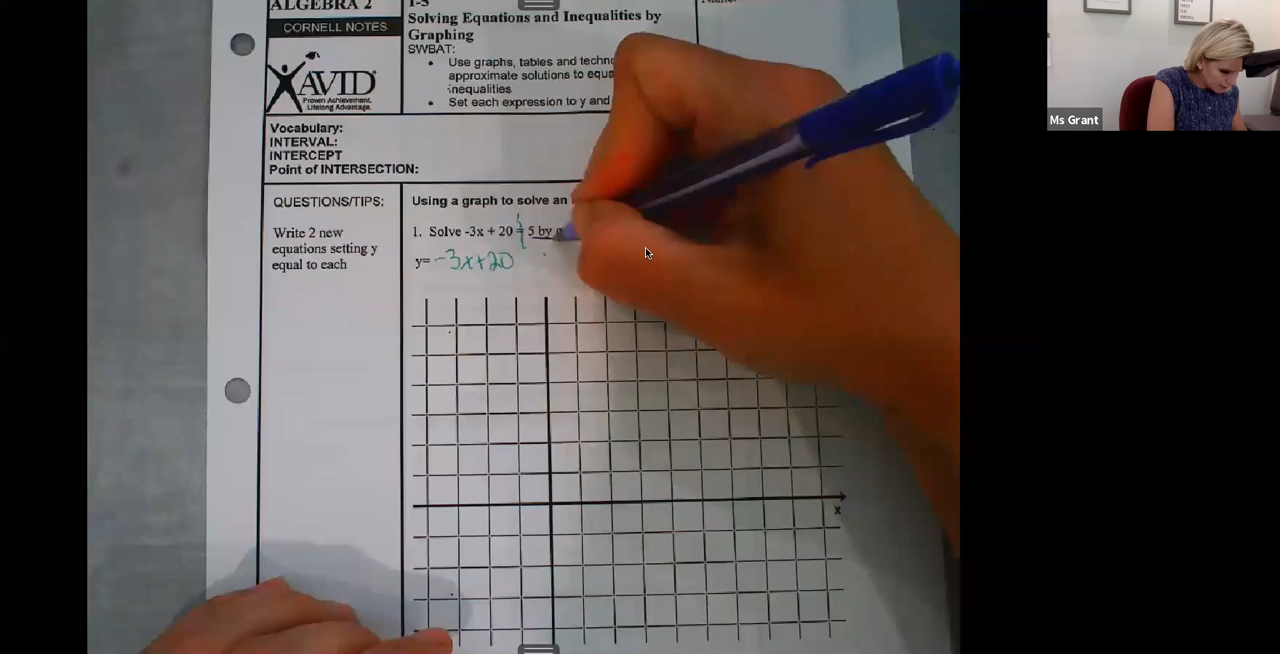 ALGEBRA 2
CORNELL NOTES
AVID
Proven Achievement.
Lifelong Advantage.
1-5
Solving Equations and Inequalities by
Graphing
SWBAT:
• Use graphs, tables and
approximate solutions to
inequalities
• Set each expression to y and
Name:
Vocabulary:
INTERVAL:
INTERCEPT
Point of INTERSECTION:
QUESTIONS/TIPS:
Write 2 new
equations setting y
equal to each
Using a graph to solve an
1. Solve -3x + 20 = 5 by
y= -3x+20
x
Ms Grant